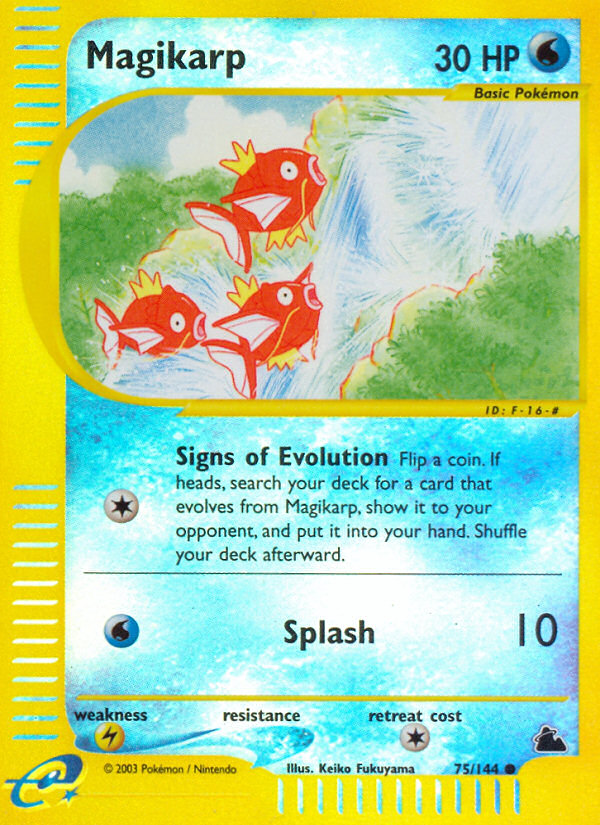 Magikarp
30 HP
Basic Pokémon
ID: F-16-#
Signs of Evolution Flip a coin. If
heads, search your deck for a card that
evolves from Magikarp, show it to your
opponent, and put it into your hand. Shuffle
your deck afterward.
Splash 10
weakness resistance retreat cost
© 2003 Pokémon / Nintendo Illus. Keiko Fukuyama 75/144
e